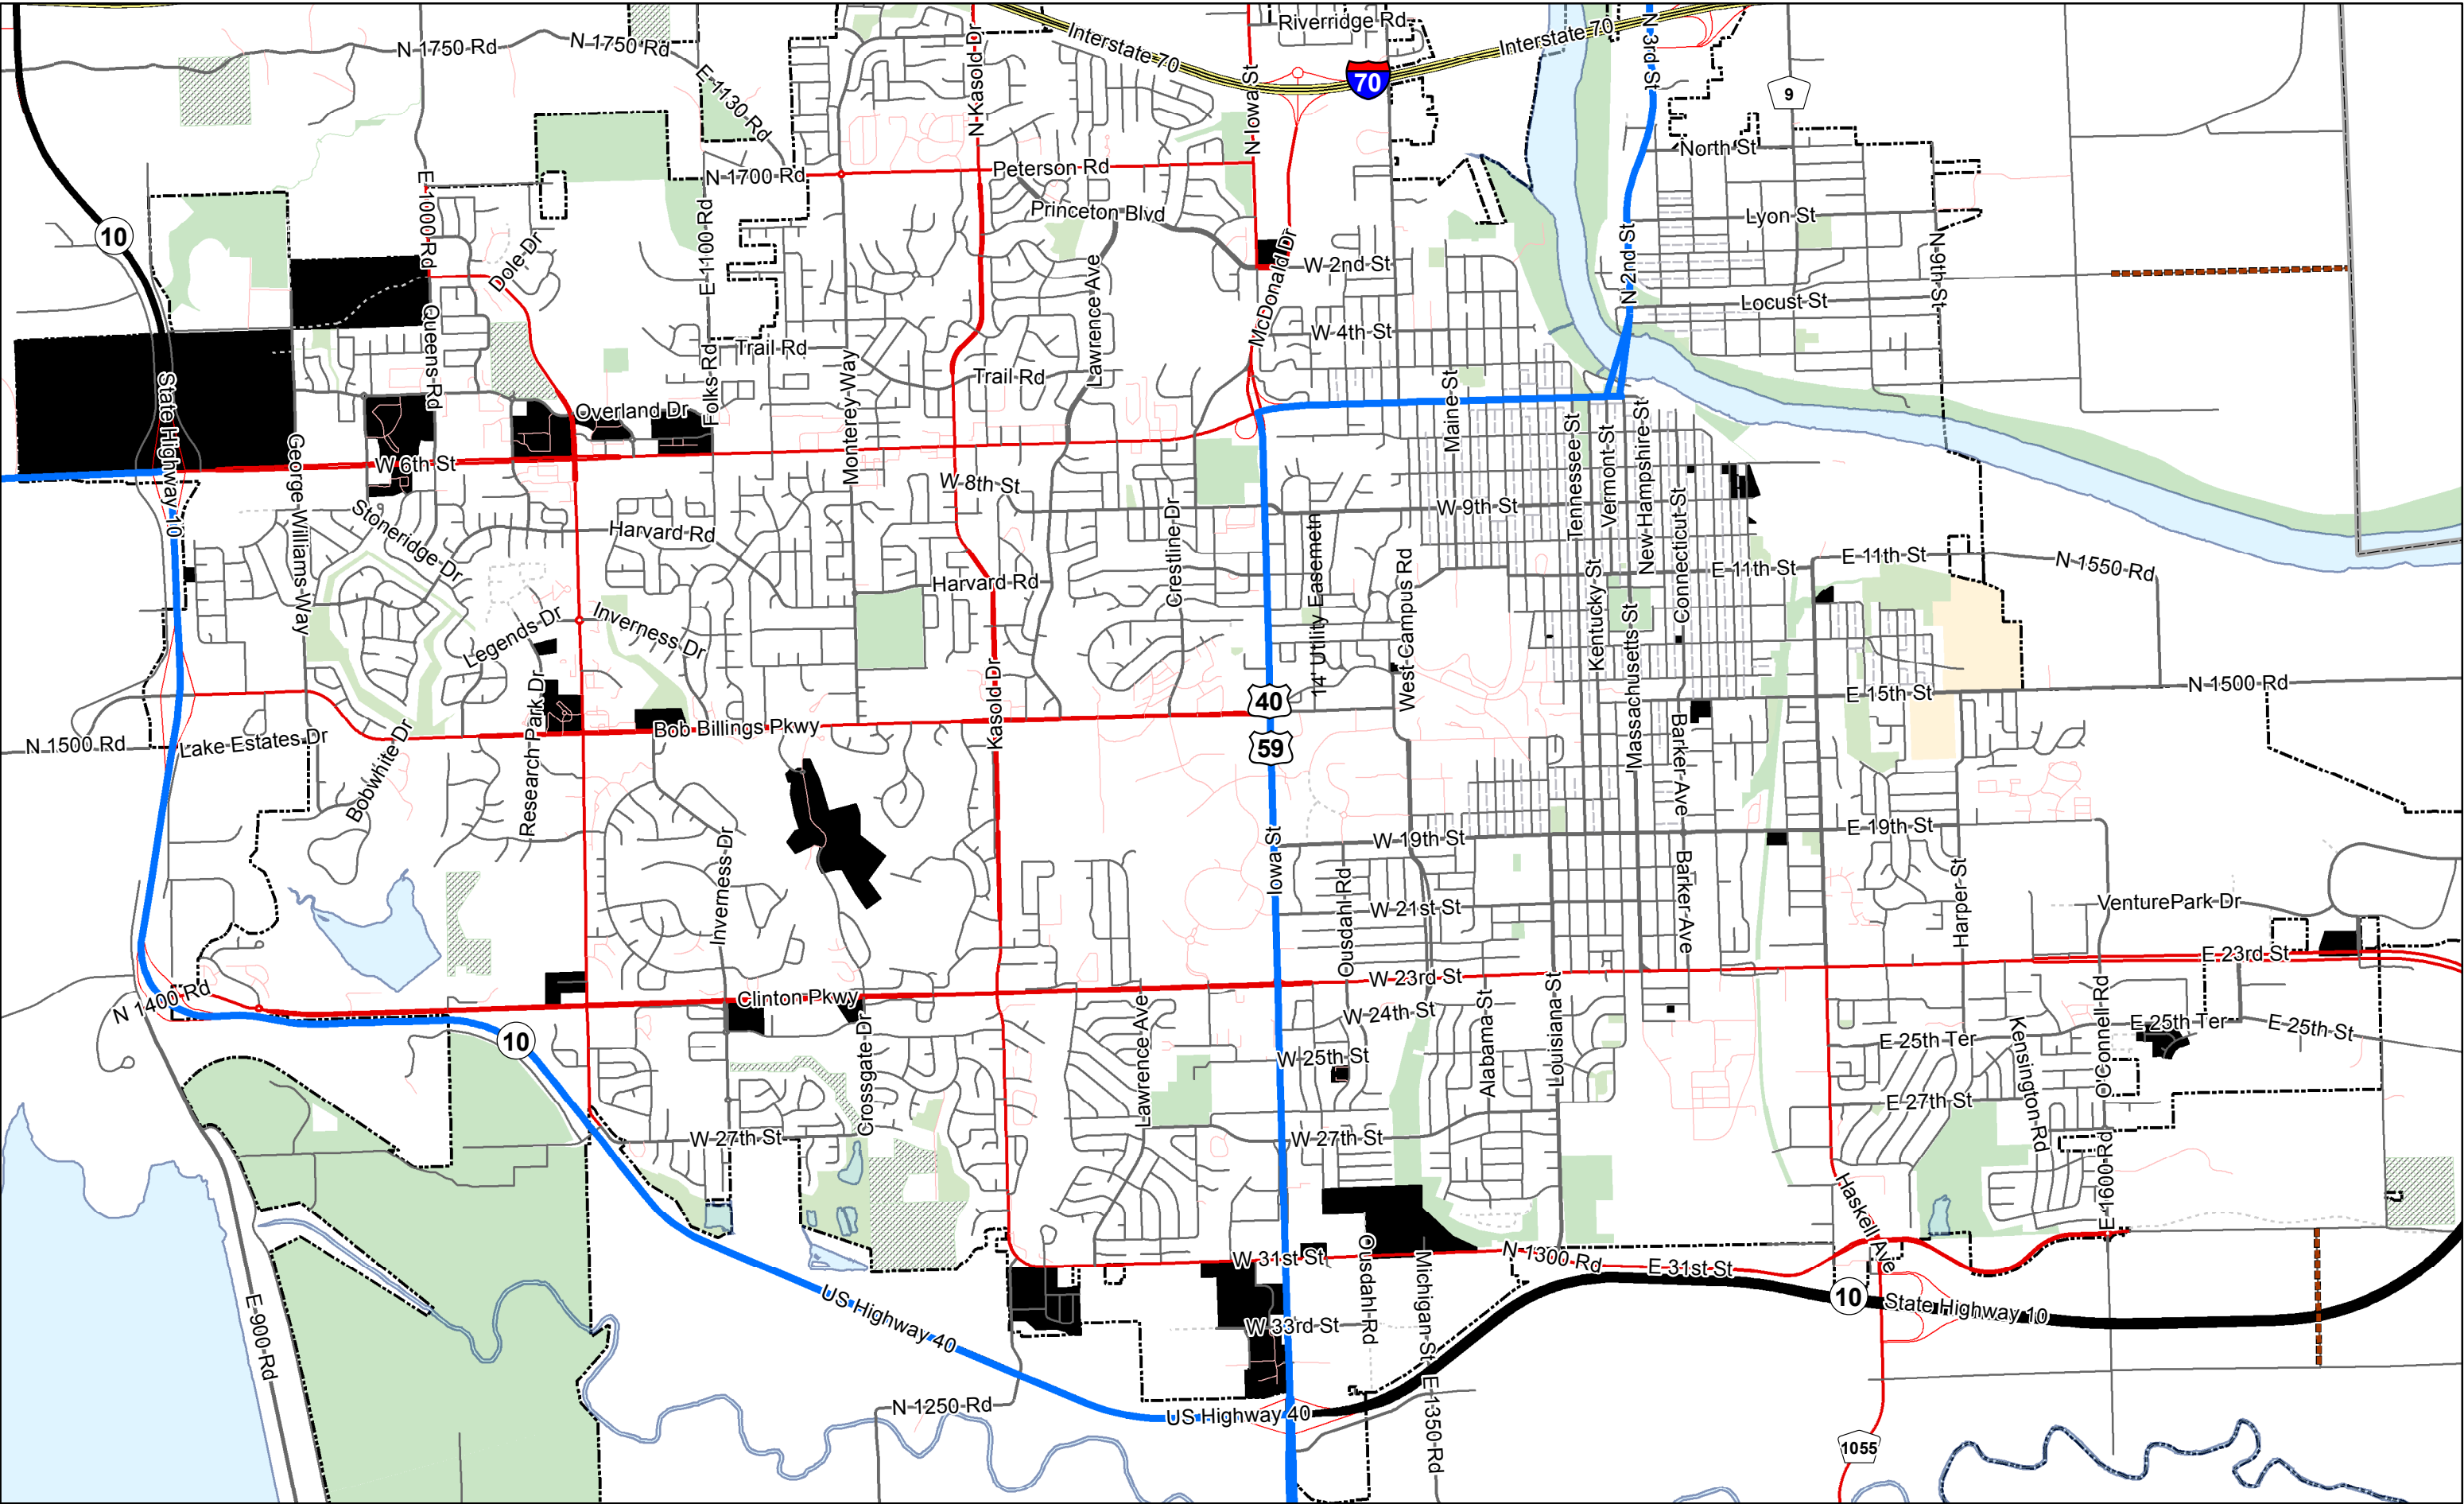 Riverridge Rd
N 1750 Rd
N 1750 Rd
Interstate 70
Interstate 70
70
N 3rd St
9
E 1130 Rd
N Kasold Dr
N Iowa St
North St
N 1700 Rd
Peterson Rd
Princeton Blvd
Lyon St
10
E 1000 Rd
Dole Dr
E 1100 Rd
Lawrence Ave
McDonald Dr
W 2nd St
N 2nd St
N 9th St
Locust St
Queens Rd
W 4th St
Trail Rd
Trail Rd
Folks Rd
Monterey Way
Overland Dr
Maine St
State Highway 10
George Williams Way
W 6th St
Tennessee St
Vermont St
New Hampshire St
W 8th St
W 9th St
Connecticut St
Stoneridge Dr
Harvard Rd
Harvard Rd
Crestline Dr
14' Utility Easemetn
West Campus Rd
E 11th St
E 11th St
N 1550 Rd
Kentucky St
Massachusetts St
Legends Dr
Inverness Dr
Research Park Dr
Kasold Dr
40
59
E 15th St
N 1500 Rd
N 1500 Rd
Lake Estates Dr
Bobwhite Dr
Bob Billings Pkwy
Barker Ave
Inverness Dr
Iowa St
W 19th St
E 19th St
Ousdahl Rd
Barker Ave
Harper St
W 21st St
VenturePark Dr
N 1400 Rd
Clinton Pkwy
W 23rd St
E 23rd St
10
Crossgate Dr
Lawrence Ave
W 24th St
Alabama St
Louisiana St
W 25th St
E 25th Ter
Kensington Rd
O'Connell Rd
E 25th Ter
E 25th St
E 27th St
W 27th St
W 27th St
E 1600 Rd
Haskell Ave
W 31st St
Ousdahl Rd
Michigan St
N 1300 Rd
E 31st St
10
State Highway 10
E 900 Rd
US Highway 40
W 33rd St
N 1250 Rd
US Highway 40
E 1350 Rd
1055